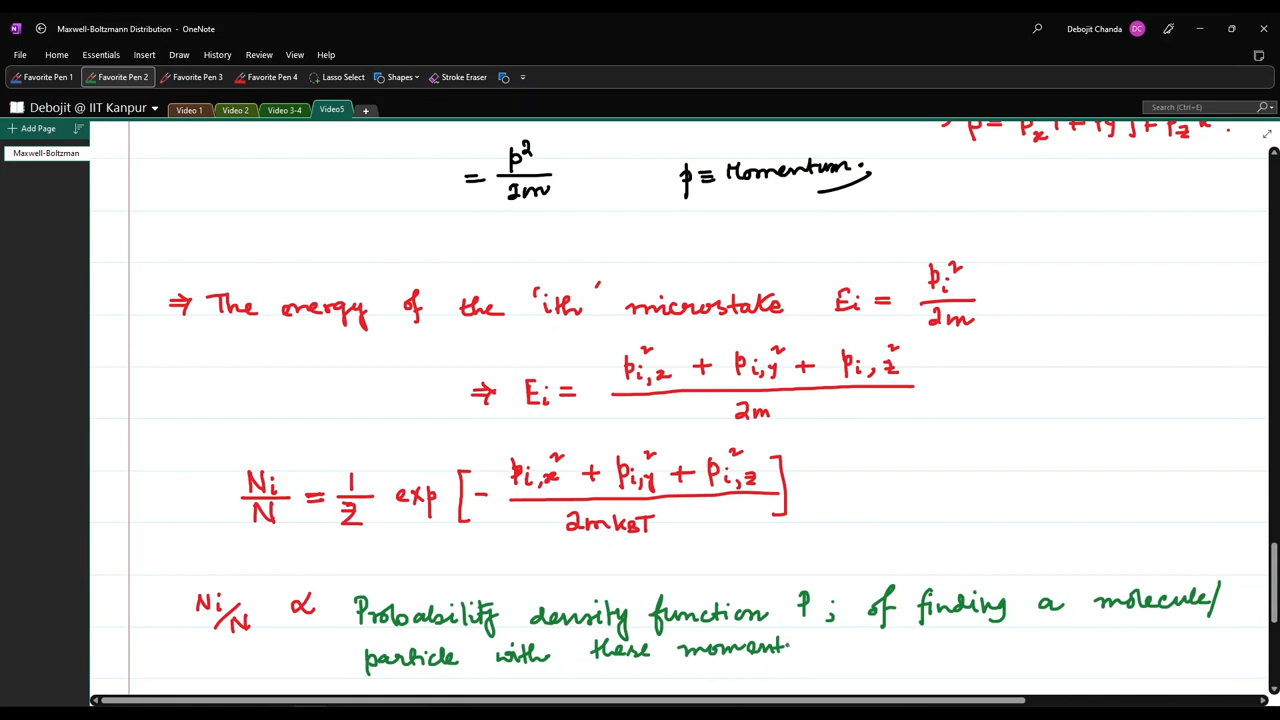 Maxwell-Boltzmann Distribution - OneNote
Debojit Chanda DC
File Home Essentials Insert Draw History Review View Help
Favorite Pen 1 Favorite Pen 2 Favorite Pen 3 Favorite Pen 4 Lasso Select Shapes Stroke Eraser
Debojit @ IIT Kanpur Video 1 Video 2 Video 3-4 Video5 + Search (Ctrl+E)
+ Add Page
Maxwell-Boltzman
= p²/2m p ≡ Momentum.
⇒ The energy of the 'ith' microstake Ei = pi²/2m
⇒ Ei = (pi,x² + pi,y² + pi,z²)/2m
Ni/N = 1/Z exp [- (pi,x² + pi,y² + pi,z²)/2mkBT]
Ni/N ∝ Probability density function P; of finding a molecule/
particle with these moment